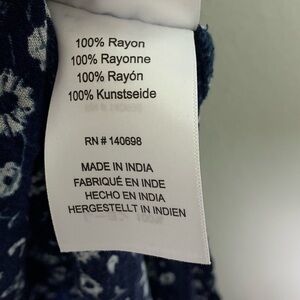 100% Rayon
100% Rayonne
100% Rayón
100% Kunstseide
RN # 140698
MADE IN INDIA
FABRIQUÉ EN INDE
HECHO EN INDIA
HERGESTELLT IN INDIEN